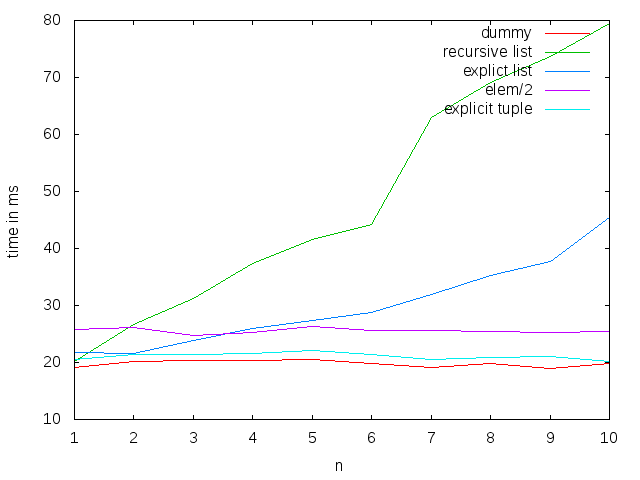 80
70
60
50
40
30
20
10
time in ms
dummy
recursive list
explict list
elem/2
explicit tuple
1 2 3 4 5 6 7 8 9 10
n